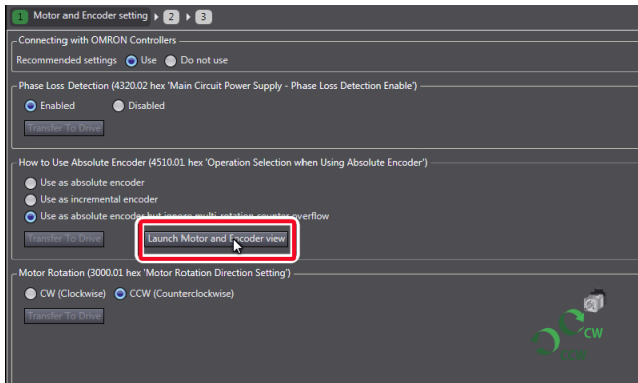 1 Motor and Encoder setting ▸ 2 ▸ 3
Connecting with OMRON Controllers
Recommended settings Use Do not use
Phase Loss Detection (4320.02 hex 'Main Circuit Power Supply - Phase Loss Detection Enable')
Enabled Disabled
Transfer To Drive
How to Use Absolute Encoder (4510.01 hex 'Operation Selection when Using Absolute Encoder')
Use as absolute encoder
Use as incremental encoder
Use as absolute encoder but ignore multi-rotation counter overflow
Transfer To Drive Launch Motor and Encoder view
Motor Rotation (3000.01 hex 'Motor Rotation Direction Setting')
CW (Clockwise) CCW (Counterclockwise)
Transfer To Drive
CW
CCW